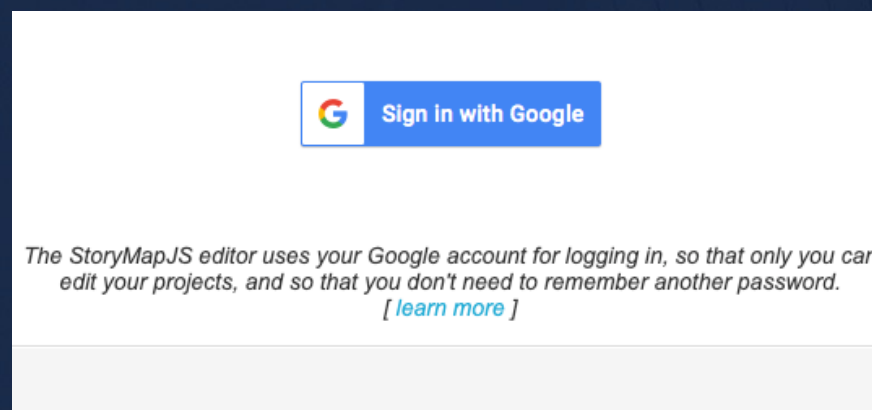 Sign in with Google
The StoryMapJS editor uses your Google account for logging in, so that only you can
edit your projects, and so that you don't need to remember another password.
[ learn more ]